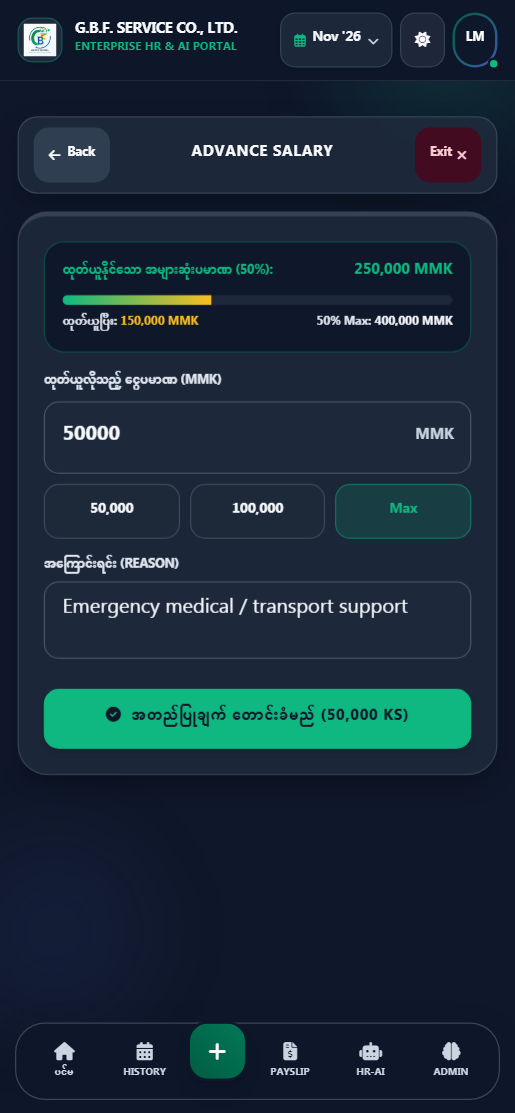 G.B.F. SERVICE CO., LTD.
ENTERPRISE HR & AI PORTAL
Nov '26
LM
Back
ADVANCE SALARY
Exit
ထုတ်ယူနိုင်သော အများဆုံးပမာဏ (50%):
250,000 MMK
ထုတ်ယူပြီး: 150,000 MMK
50% Max: 400,000 MMK
ထုတ်ယူလိုသည့် ငွေပမာဏ (MMK)
50000
MMK
50,000
100,000
Max
အကြောင်းရင်း (REASON)
Emergency medical / transport support
အတည်ပြုချက် တောင်းခံမည် (50,000 KS)
ပင်မ
HISTORY
PAYSLIP
HR-AI
ADMIN